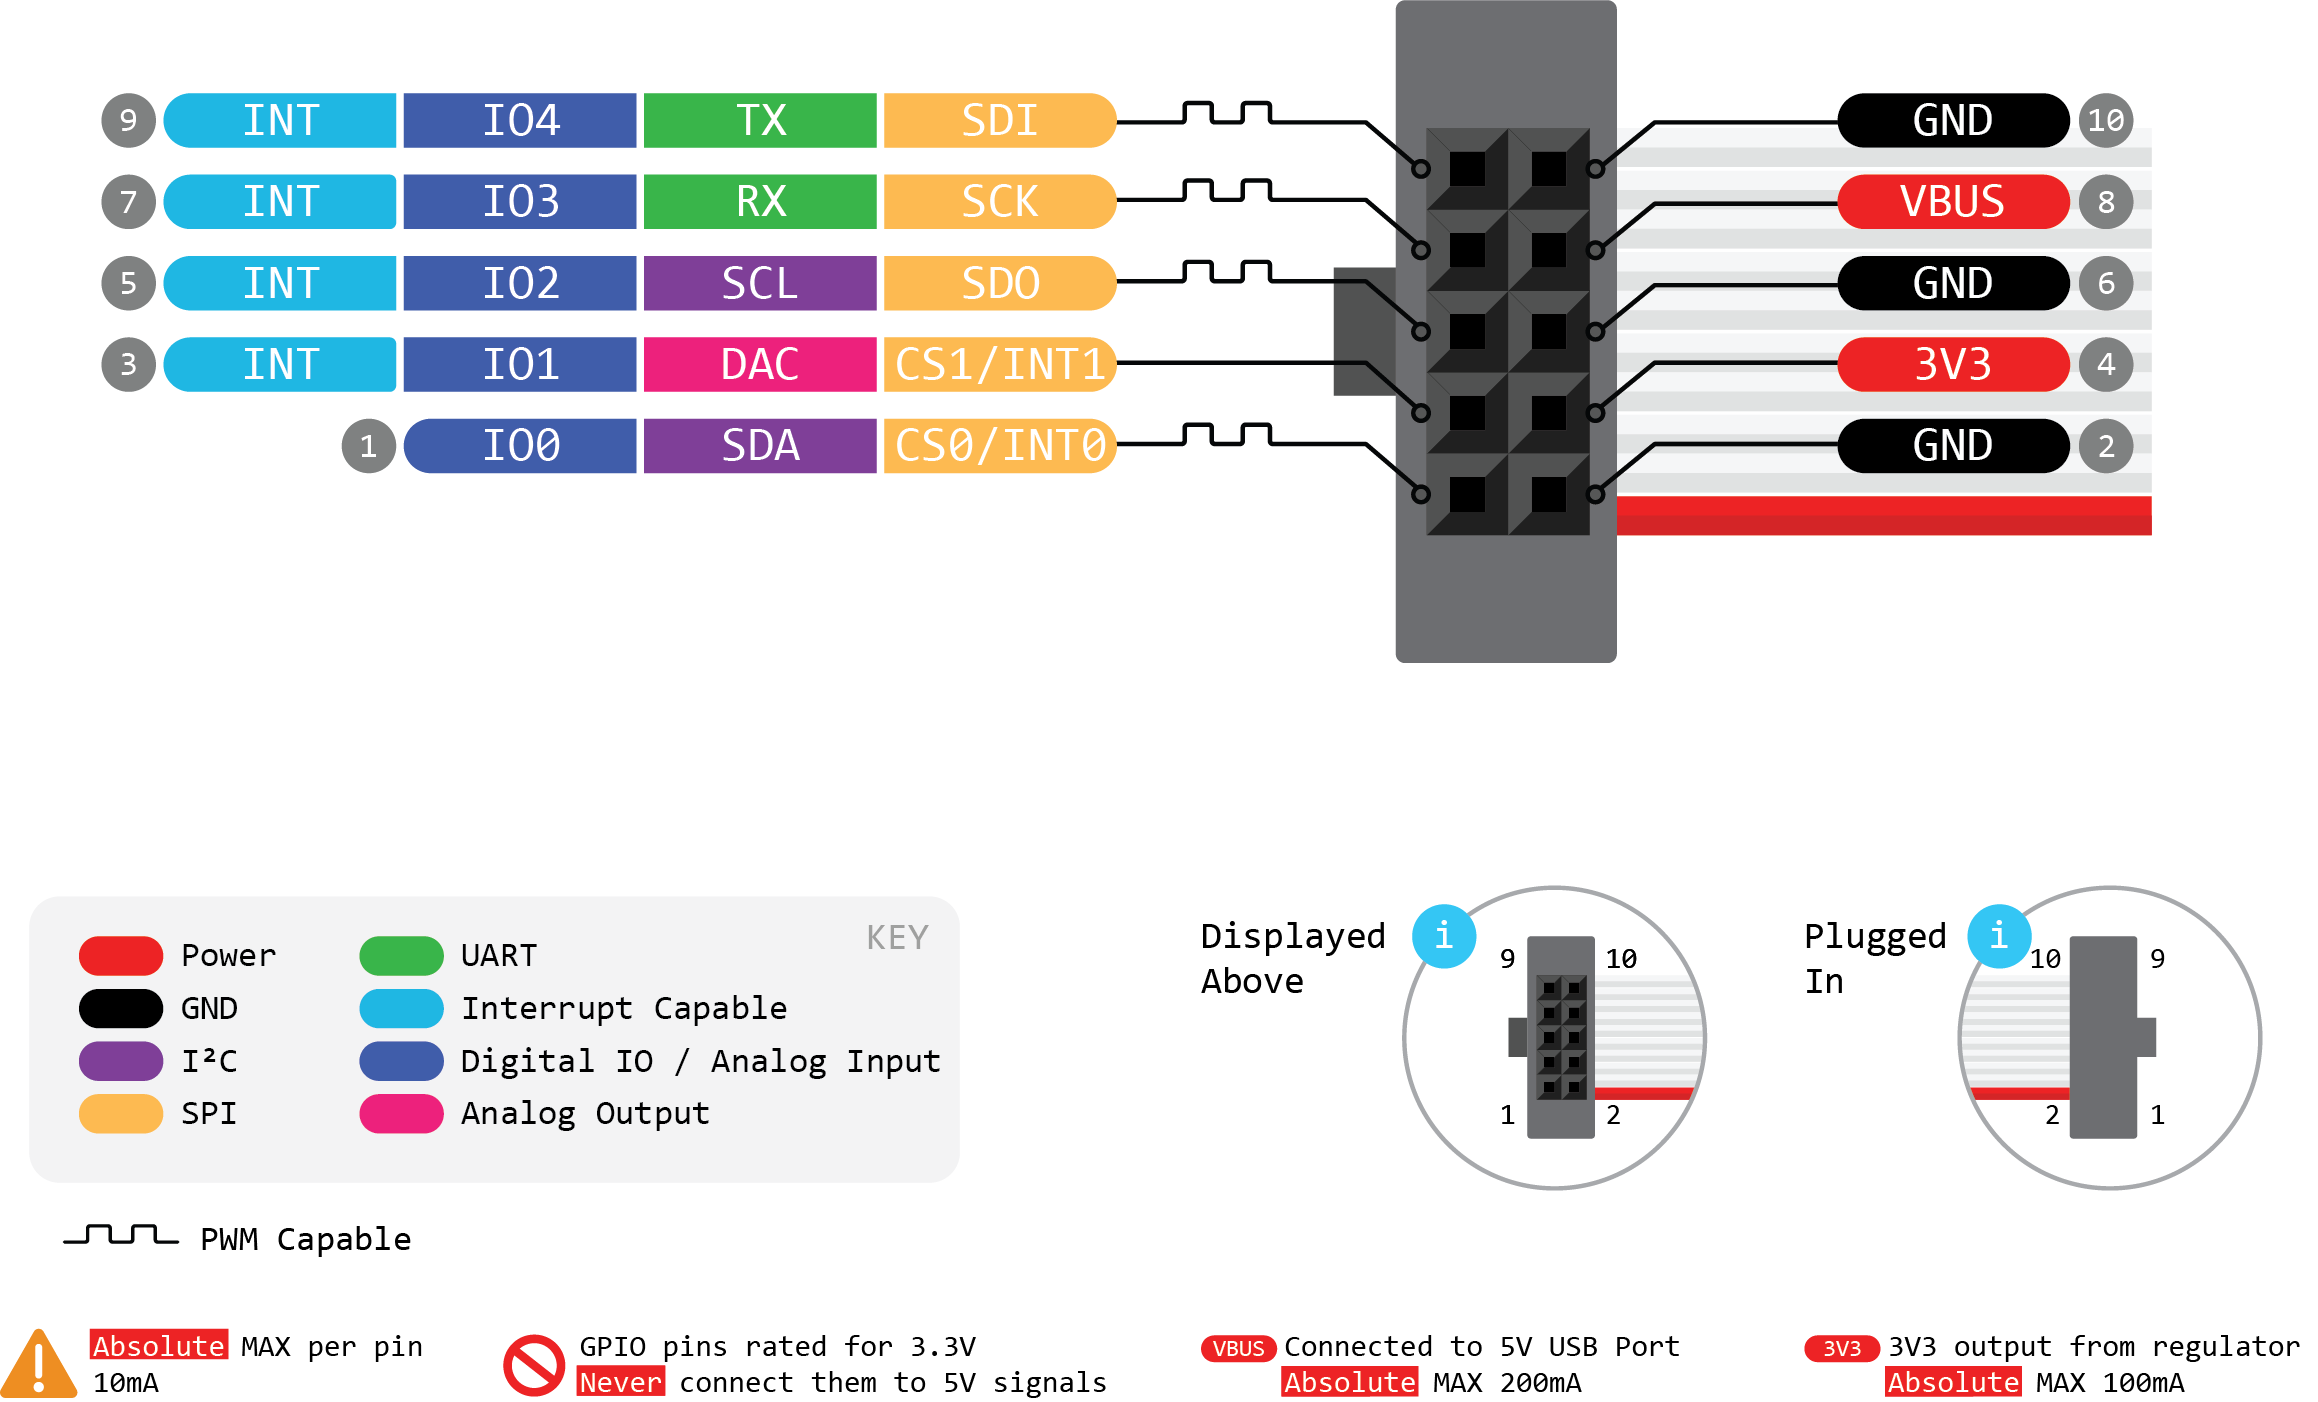 9 INT IO4 TX SDI GND 10
7 INT IO3 RX SCK VBUS 8
5 INT IO2 SCL SDO GND 6
3 INT IO1 DAC CS1/INT1 3V3 4
1 IO0 SDA CS0/INT0 GND 2
KEY
Power UART
GND Interrupt Capable
I²C Digital IO / Analog Input
SPI Analog Output
PWM Capable
Displayed
Above
i
9 10
1 2
Plugged
In
i
10 9
2 1
Absolute MAX per pin
10mA
GPIO pins rated for 3.3V
Never connect them to 5V signals
VBUS Connected to 5V USB Port
Absolute MAX 200mA
3V3 3V3 output from regulator
Absolute MAX 100mA